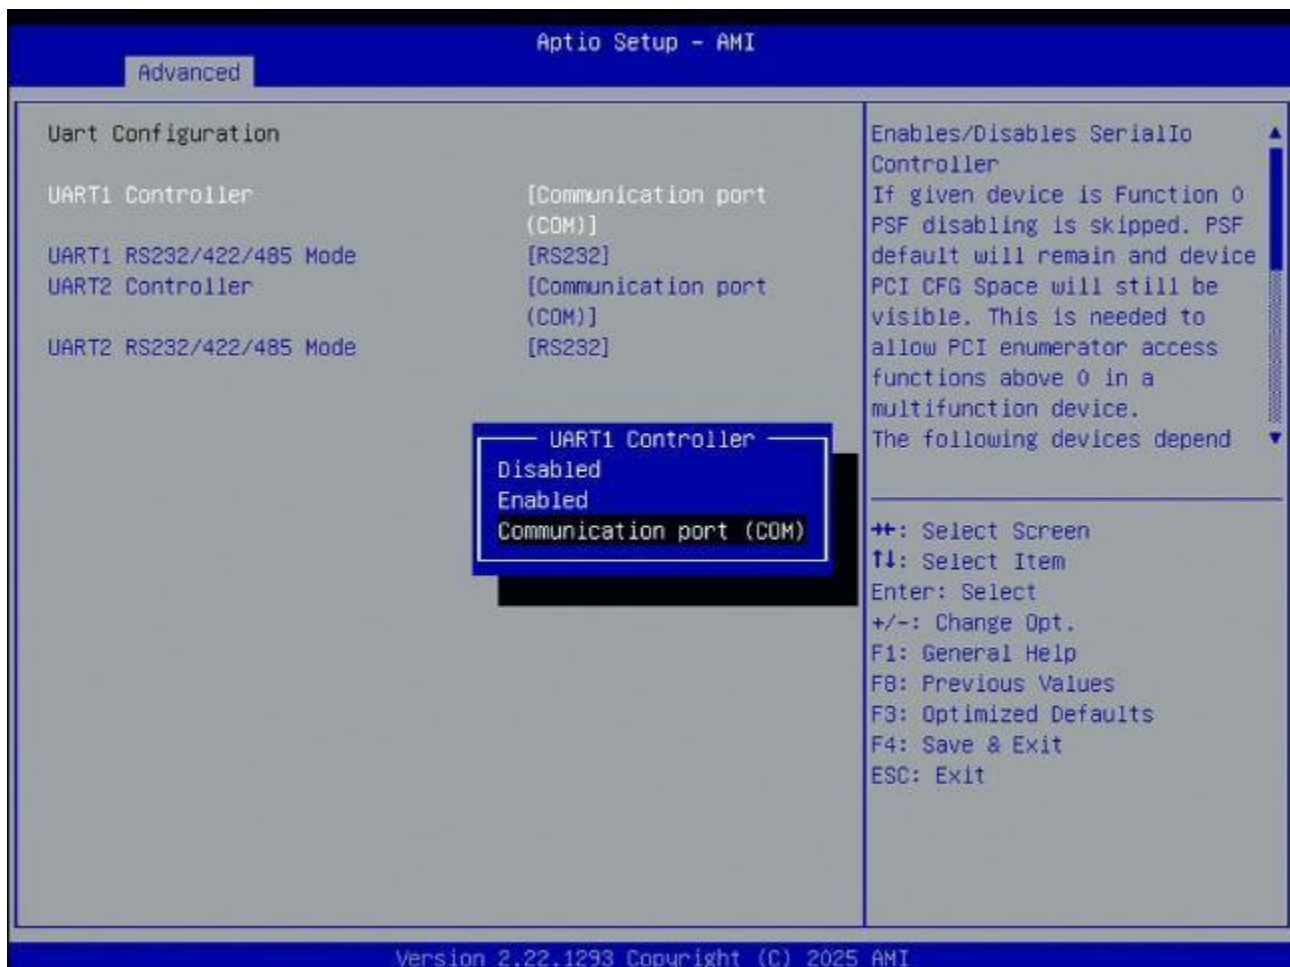 Aptio Setup – AMI
Advanced
Uart Configuration
UART1 Controller [Communication port
(COM)]
UART1 RS232/422/485 Mode [RS232]
UART2 Controller [Communication port
(COM)]
UART2 RS232/422/485 Mode [RS232]
UART1 Controller
Disabled
Enabled
Communication port (COM)
Enables/Disables SerialIo
Controller
If given device is Function 0
PSF disabling is skipped. PSF
default will remain and device
PCI CFG Space will still be
visible. This is needed to
allow PCI enumerator access
functions above 0 in a
multifunction device.
The following devices depend
→←: Select Screen
↑↓: Select Item
Enter: Select
+/-: Change Opt.
F1: General Help
F8: Previous Values
F3: Optimized Defaults
F4: Save & Exit
ESC: Exit
Version 2.22.1293 Copyright (C) 2025 AMI